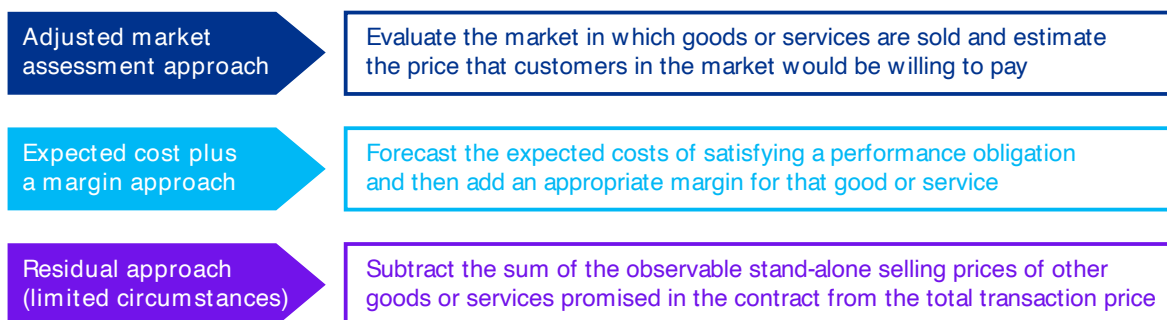 Adjusted market
assessment approach
Evaluate the market in which goods or services are sold and estimate
the price that customers in the market would be willing to pay
Expected cost plus
a margin approach
Forecast the expected costs of satisfying a performance obligation
and then add an appropriate margin for that good or service
Residual approach
(limited circumstances)
Subtract the sum of the observable stand-alone selling prices of other
goods or services promised in the contract from the total transaction price